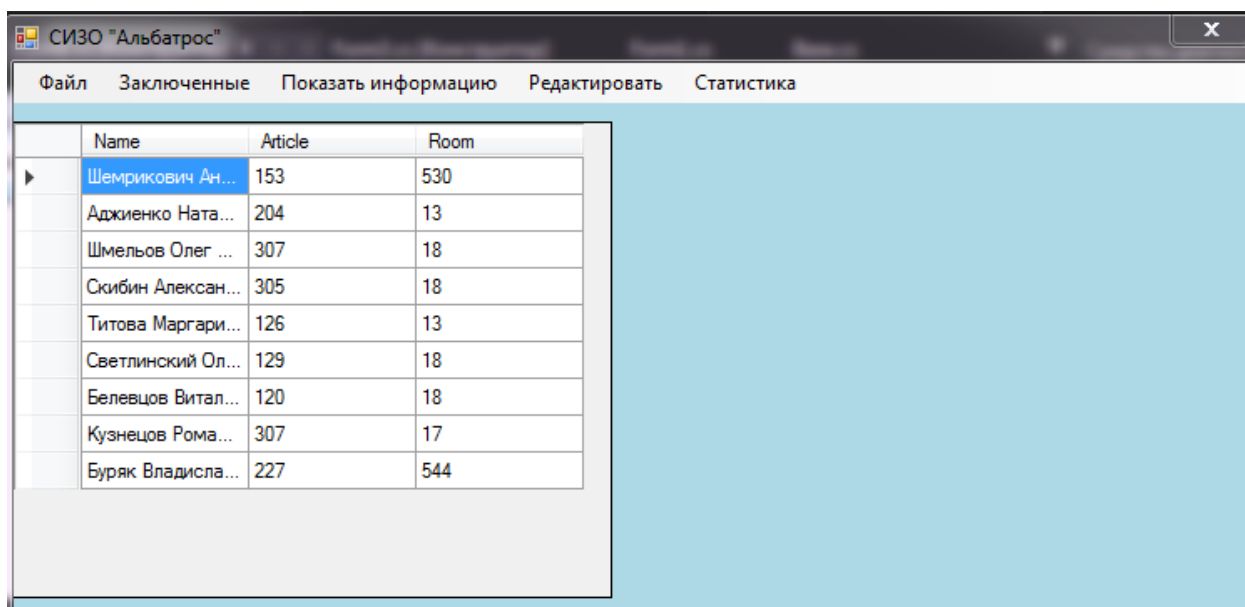 СИЗО "Альбатрос"
Файл Заключенные Показать информацию Редактировать Статистика
Name Article Room
Шемрикович Ан... 153 530
Аджиенко Ната... 204 13
Шмельов Олег ... 307 18
Скибин Алексан... 305 18
Титова Маргари... 126 13
Светлинский Ол... 129 18
Белевцов Витал... 120 18
Кузнецов Рома... 307 17
Буряк Владисла... 227 544